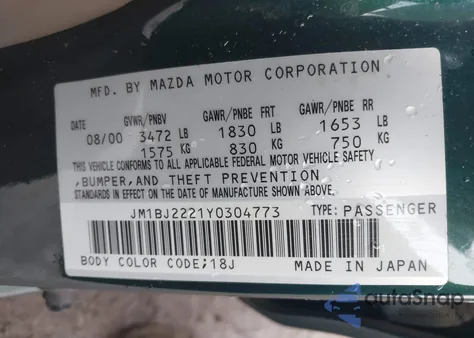 MFD. BY MAZDA MOTOR CORPORATION
DATE GVWR/PNBV GAWR/PNBE FRT GAWR/PNBE RR
08/00 3472 LB 1830 LB 1653 LB
1575 KG 830 KG 750 KG
THIS VEHICLE CONFORMS TO ALL APPLICABLE FEDERAL MOTOR VEHICLE SAFETY
,BUMPER,AND THEFT PREVENTION
STANDARDS IN EFFECT ON THE DATE OF MANUFACTURE SHOWN ABOVE.
JM1BJ2221Y0304773 TYPE: PASSENGER
BODY COLOR CODE;18J MADE IN JAPAN
autoSnap